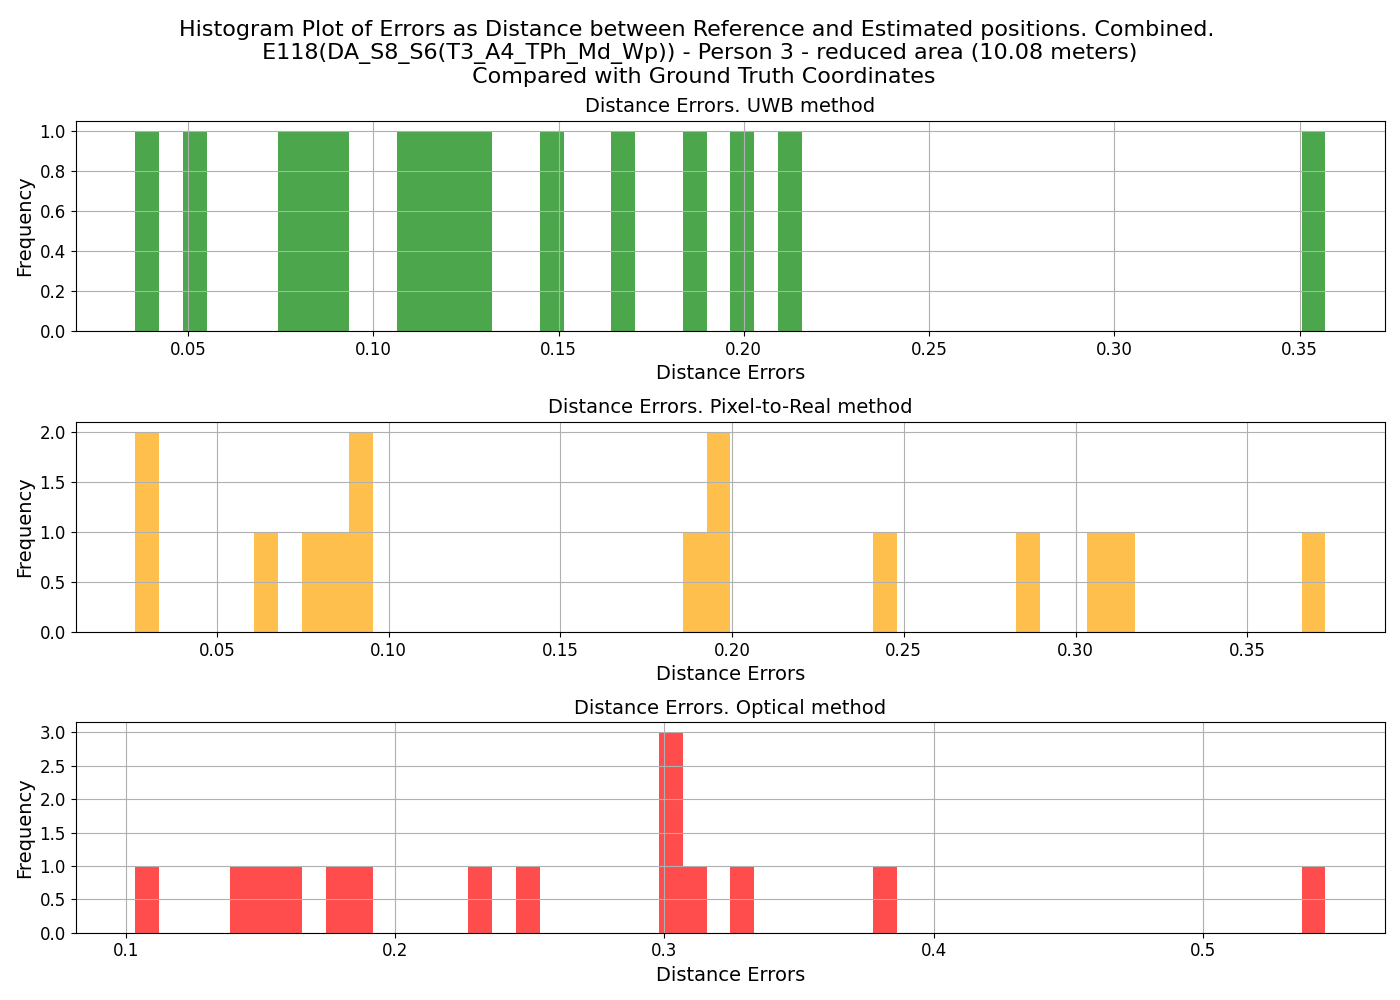 Histogram Plot of Errors as Distance between Reference and Estimated positions. Combined.
E118(DA_S8_S6(T3_A4_TPh_Md_Wp)) - Person 3 - reduced area (10.08 meters)
Compared with Ground Truth Coordinates
Distance Errors. UWB method
Frequency
1.0
0.8
0.6
0.4
0.2
0.0
0.05 0.10 0.15 0.20 0.25 0.30 0.35
Distance Errors
Distance Errors. Pixel-to-Real method
Frequency
2.0
1.5
1.0
0.5
0.0
0.05 0.10 0.15 0.20 0.25 0.30 0.35
Distance Errors
Distance Errors. Optical method
Frequency
3.0
2.5
2.0
1.5
1.0
0.5
0.0
0.1 0.2 0.3 0.4 0.5
Distance Errors